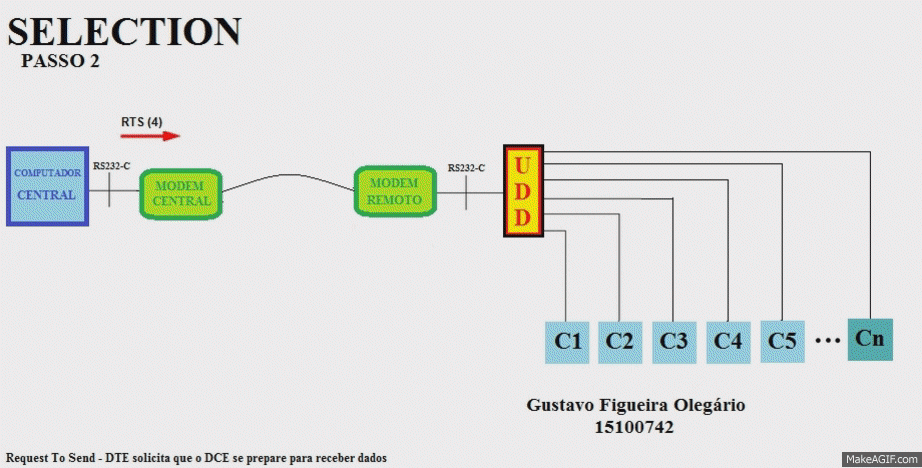 SELECTION
PASSO 2
RTS (4)
COMPUTADOR
CENTRAL
RS232-C
MODEM
CENTRAL
MODEM
REMOTO
RS232-C
U
D
D
C1
C2
C3
C4
C5
...
Cn
Gustavo Figueira Olegário
15100742
Request To Send - DTE solicita que o DCE se prepare para receber dados
MakeAGIF.com